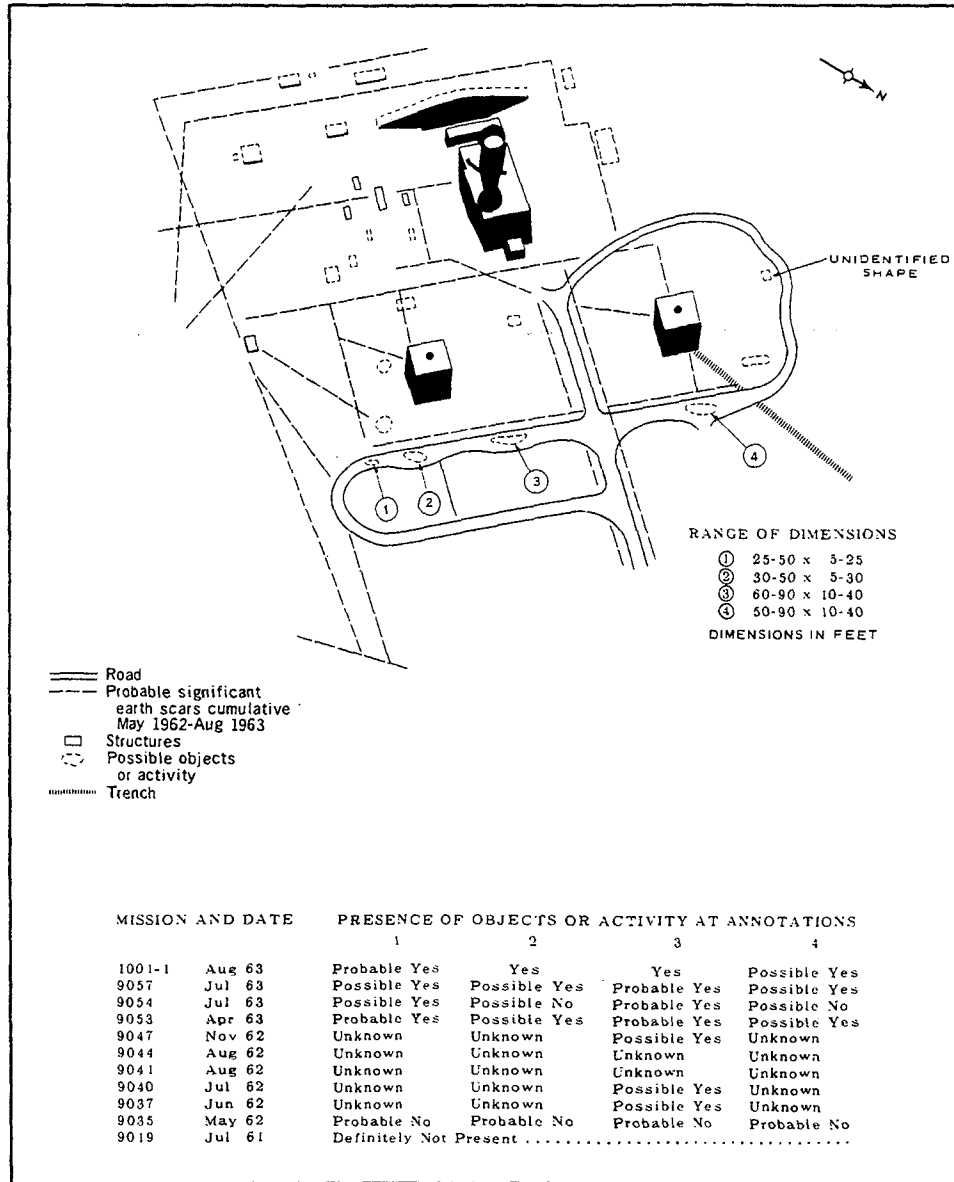 N
UNIDENTIFIED
SHAPE
1
2
3
4
RANGE OF DIMENSIONS
1 25-50 x 5-25
2 30-50 x 5-30
3 60-90 x 10-40
4 50-90 x 10-40
DIMENSIONS IN FEET
Road
Probable significant
earth scars cumulative
May 1962-Aug 1963
Structures
Possible objects
or activity
Trench
MISSION AND DATE PRESENCE OF OBJECTS OR ACTIVITY AT ANNOTATIONS
1 2 3 4
1001-1 Aug 63 Probable Yes Yes Yes Possible Yes
9057 Jul 63 Possible Yes Possible Yes Probable Yes Possible Yes
9054 Jul 63 Possible Yes Possible No Probable Yes Possible No
9053 Apr 63 Probable Yes Possible Yes Probable Yes Possible Yes
9047 Nov 62 Unknown Unknown Possible Yes Unknown
9044 Aug 62 Unknown Unknown Unknown Unknown
9041 Aug 62 Unknown Unknown Unknown Unknown
9040 Jul 62 Unknown Unknown Possible Yes Unknown
9037 Jun 62 Unknown Unknown Possible Yes Unknown
9035 May 62 Probable No Probable No Probable No Probable No
9019 Jul 61 Definitely Not Present ....................................